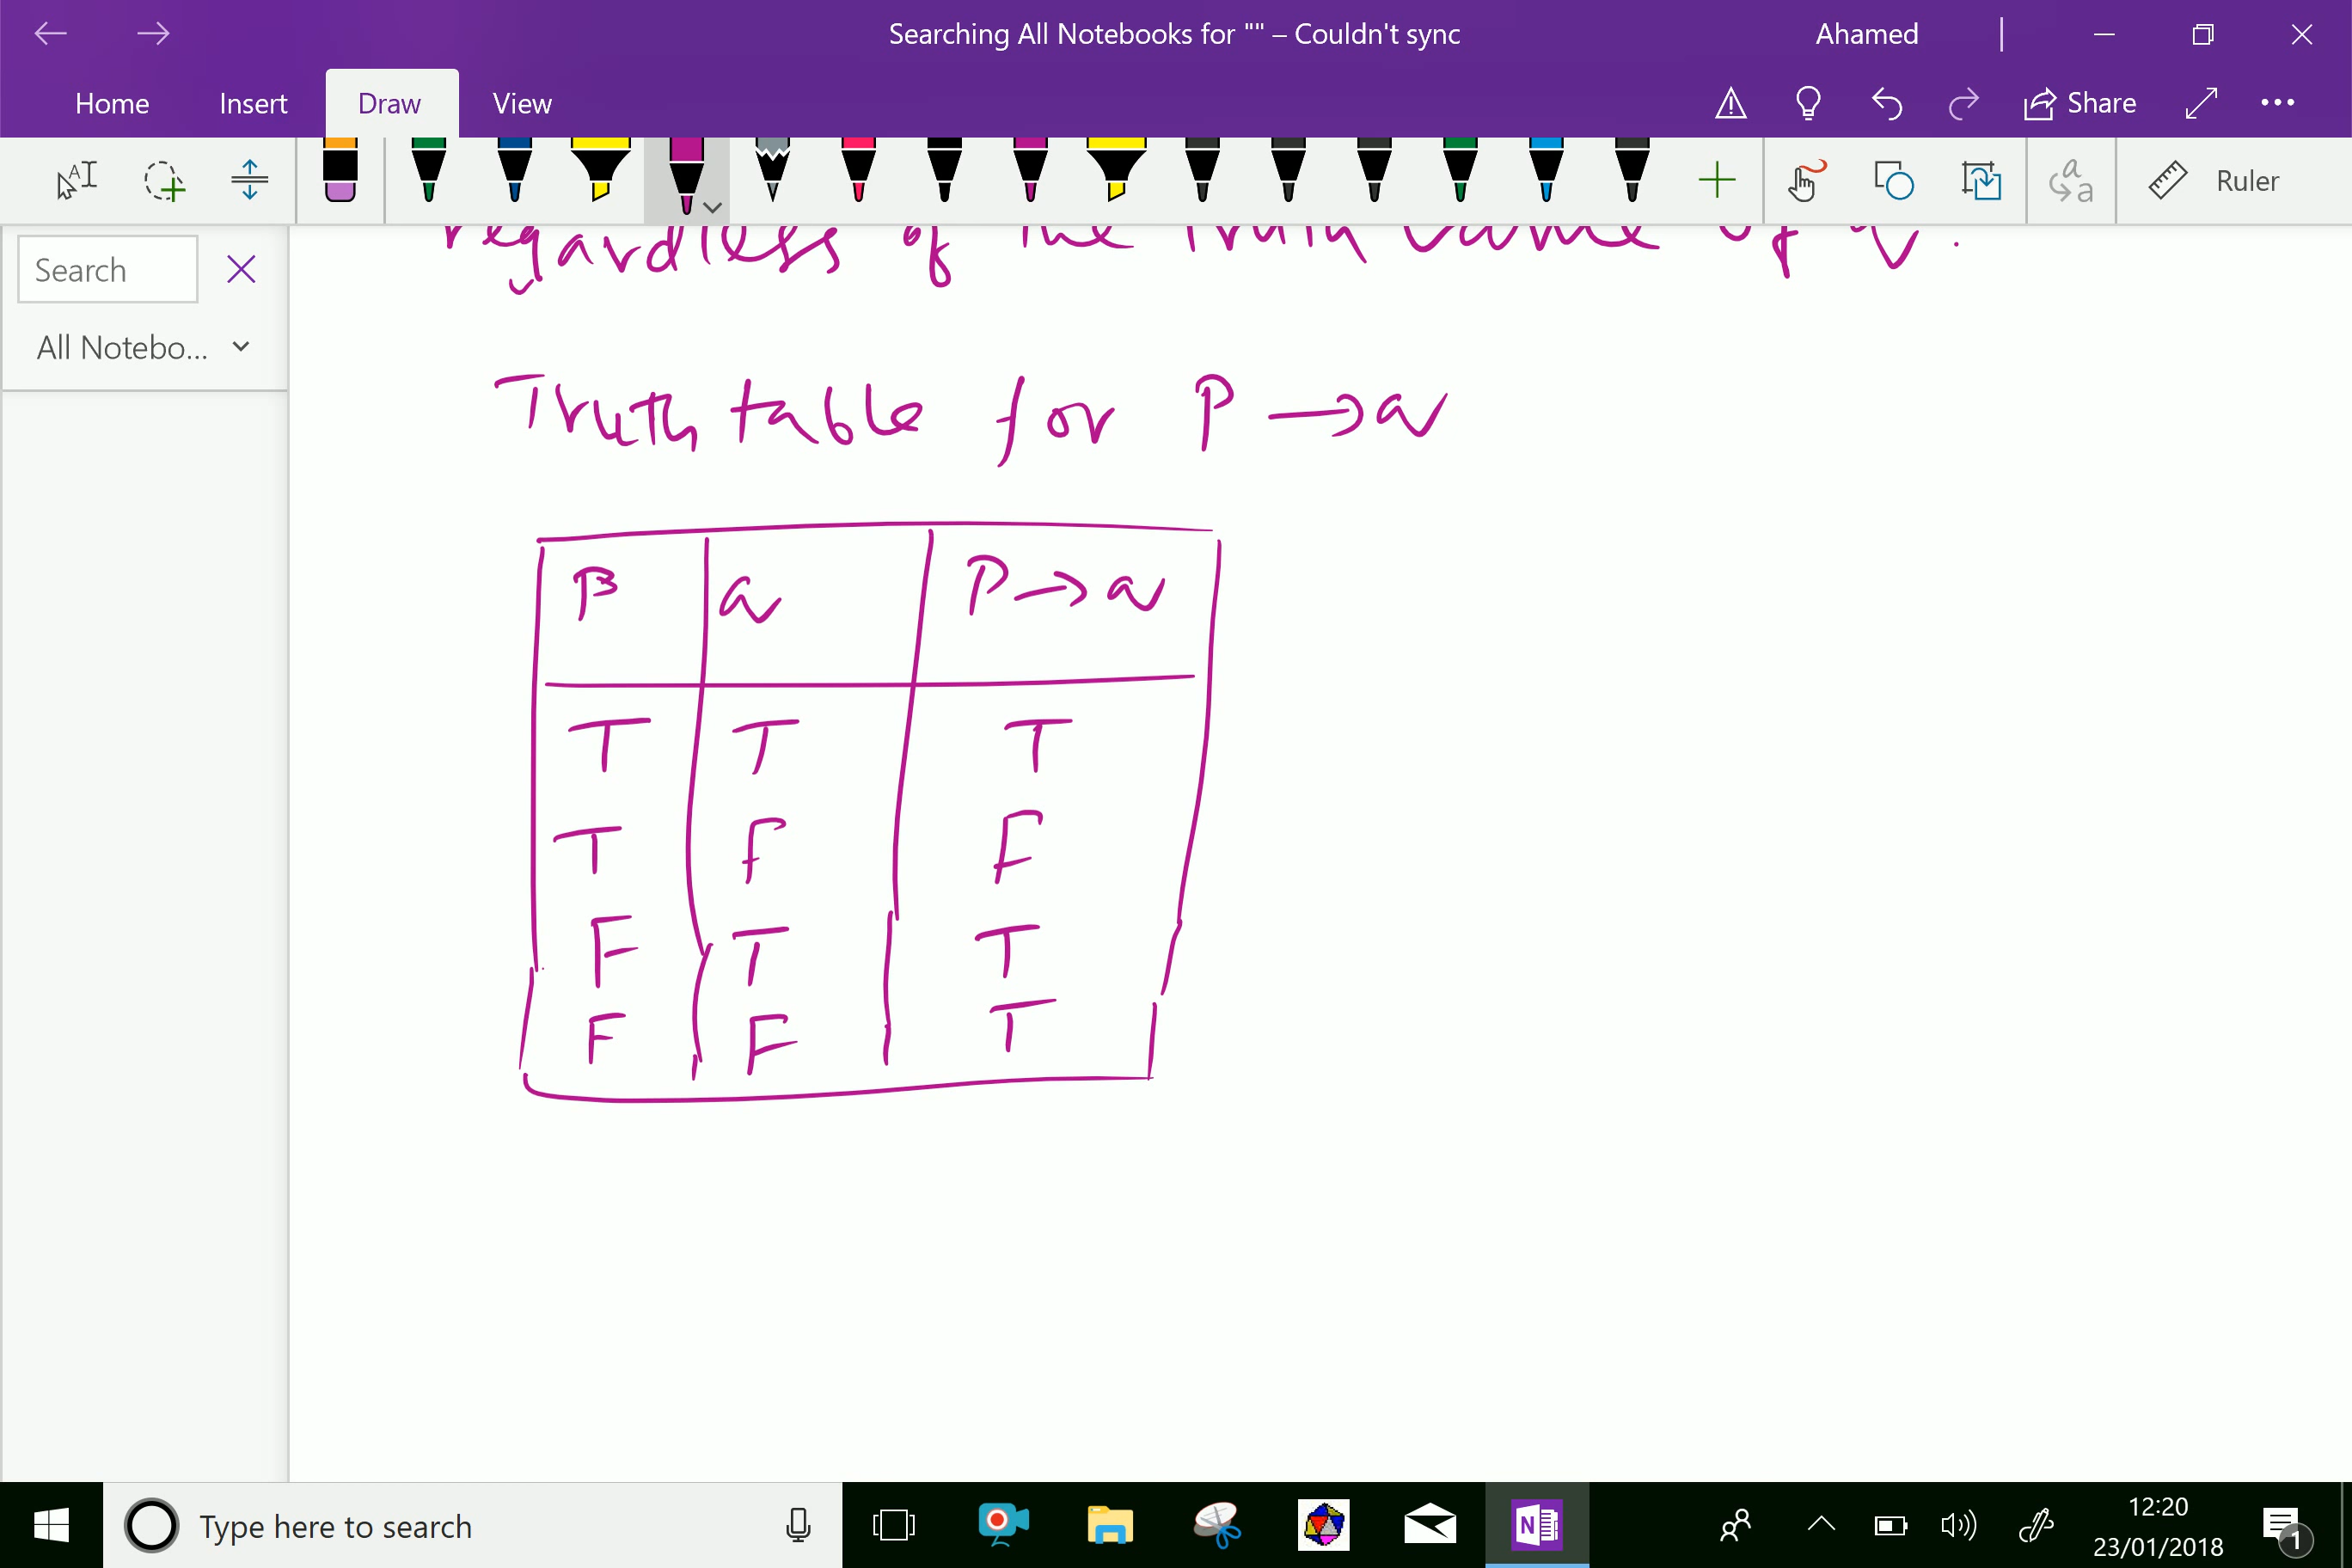 Searching All Notebooks for "" – Couldn't sync
Ahamed
Home Insert Draw View
Share
Ruler
Search
All Notebo...
regardless of the truth value of q.
Truth table for P → q
P q P → q
T T T
T F F
F T T
F F T
Type here to search
12:20
23/01/2018
1